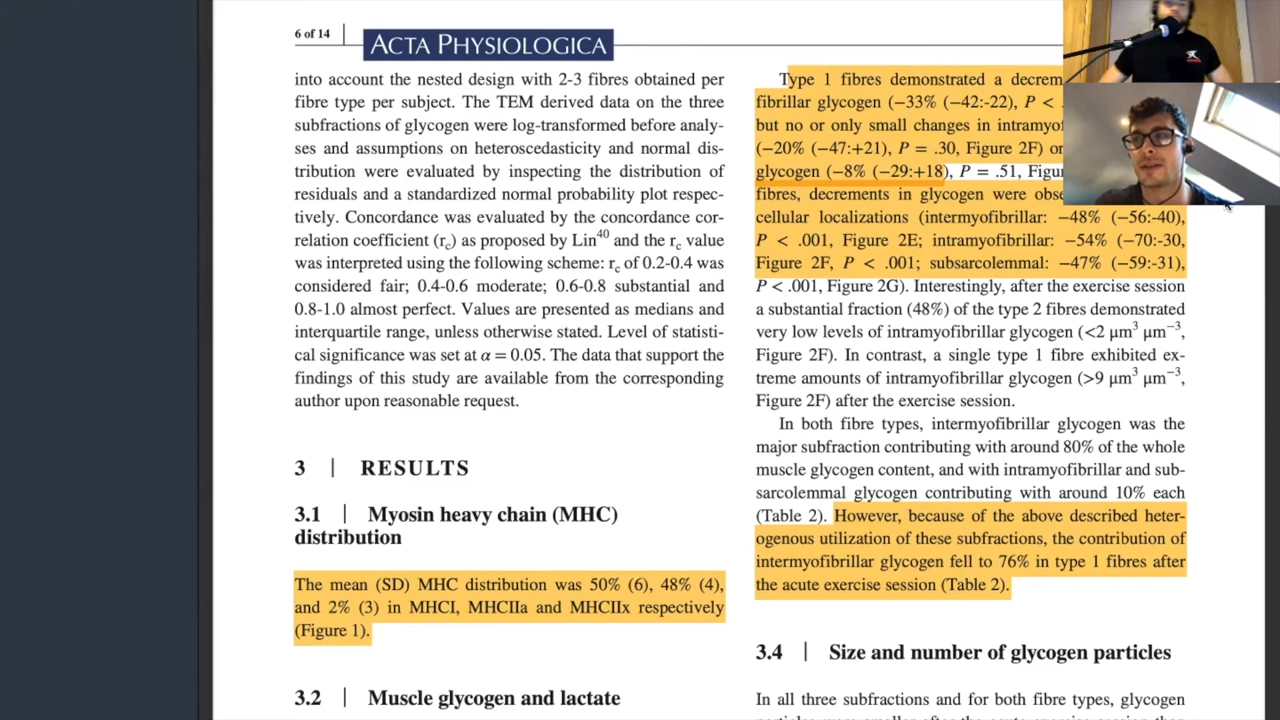 6 of 14
ACTA PHYSIOLOGICA
into account the nested design with 2-3 fibres obtained per
fibre type per subject. The TEM derived data on the three
subfractions of glycogen were log-transformed before analy-
ses and assumptions on heteroscedasticity and normal dis-
tribution were evaluated by inspecting the distribution of
residuals and a standardized normal probability plot respec-
tively. Concordance was evaluated by the concordance cor-
relation coefficient (rc) as proposed by Lin40 and the rc value
was interpreted using the following scheme: rc of 0.2-0.4 was
considered fair; 0.4-0.6 moderate; 0.6-0.8 substantial and
0.8-1.0 almost perfect. Values are presented as medians and
interquartile range, unless otherwise stated. Level of statisti-
cal significance was set at α = 0.05. The data that support the
findings of this study are available from the corresponding
author upon reasonable request.
3 | RESULTS
3.1 | Myosin heavy chain (MHC)
distribution
The mean (SD) MHC distribution was 50% (6), 48% (4),
and 2% (3) in MHCI, MHCIIa and MHCIIx respectively
(Figure 1).
3.2 | Muscle glycogen and lactate
Type 1 fibres demonstrated a decrem
fibrillar glycogen (−33% (−42:-22), P <
but no or only small changes in intramyof
(−20% (−47:+21), P = .30, Figure 2F) or
glycogen (−8% (−29:+18), P = .51, Figur
fibres, decrements in glycogen were obse
cellular localizations (intermyofibrillar: −48% (−56:-40),
P < .001, Figure 2E; intramyofibrillar: −54% (−70:-30,
Figure 2F, P < .001; subsarcolemmal: −47% (−59:-31),
P < .001, Figure 2G). Interestingly, after the exercise session
a substantial fraction (48%) of the type 2 fibres demonstrated
very low levels of intramyofibrillar glycogen (<2 μm³ μm⁻³,
Figure 2F). In contrast, a single type 1 fibre exhibited ex-
treme amounts of intramyofibrillar glycogen (>9 μm³ μm⁻³,
Figure 2F) after the exercise session.
In both fibre types, intermyofibrillar glycogen was the
major subfraction contributing with around 80% of the whole
muscle glycogen content, and with intramyofibrillar and sub-
sarcolemmal glycogen contributing with around 10% each
(Table 2). However, because of the above described heter-
ogenous utilization of these subfractions, the contribution of
intermyofibrillar glycogen fell to 76% in type 1 fibres after
the acute exercise session (Table 2).
3.4 | Size and number of glycogen particles
In all three subfractions and for both fibre types, glycogen